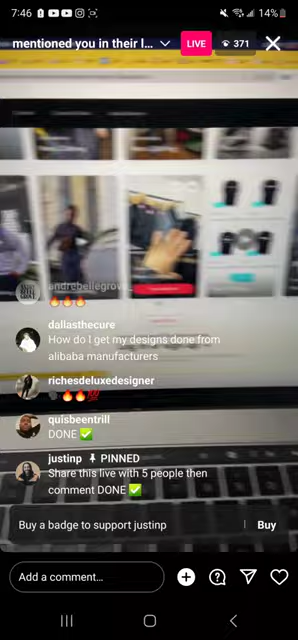 7:46
14%
mentioned you in their l...
LIVE
371
andrebellegrov
🔥🔥🔥
dallasthecure
How do I get my designs done from
alibaba manufacturers
richesdeluxedesigner
🔥🔥💯
quisbeentrill
DONE ✅
justinp PINNED
Share this live with 5 people then
comment DONE ✅
Buy a badge to support justinp
Buy
Add a comment...